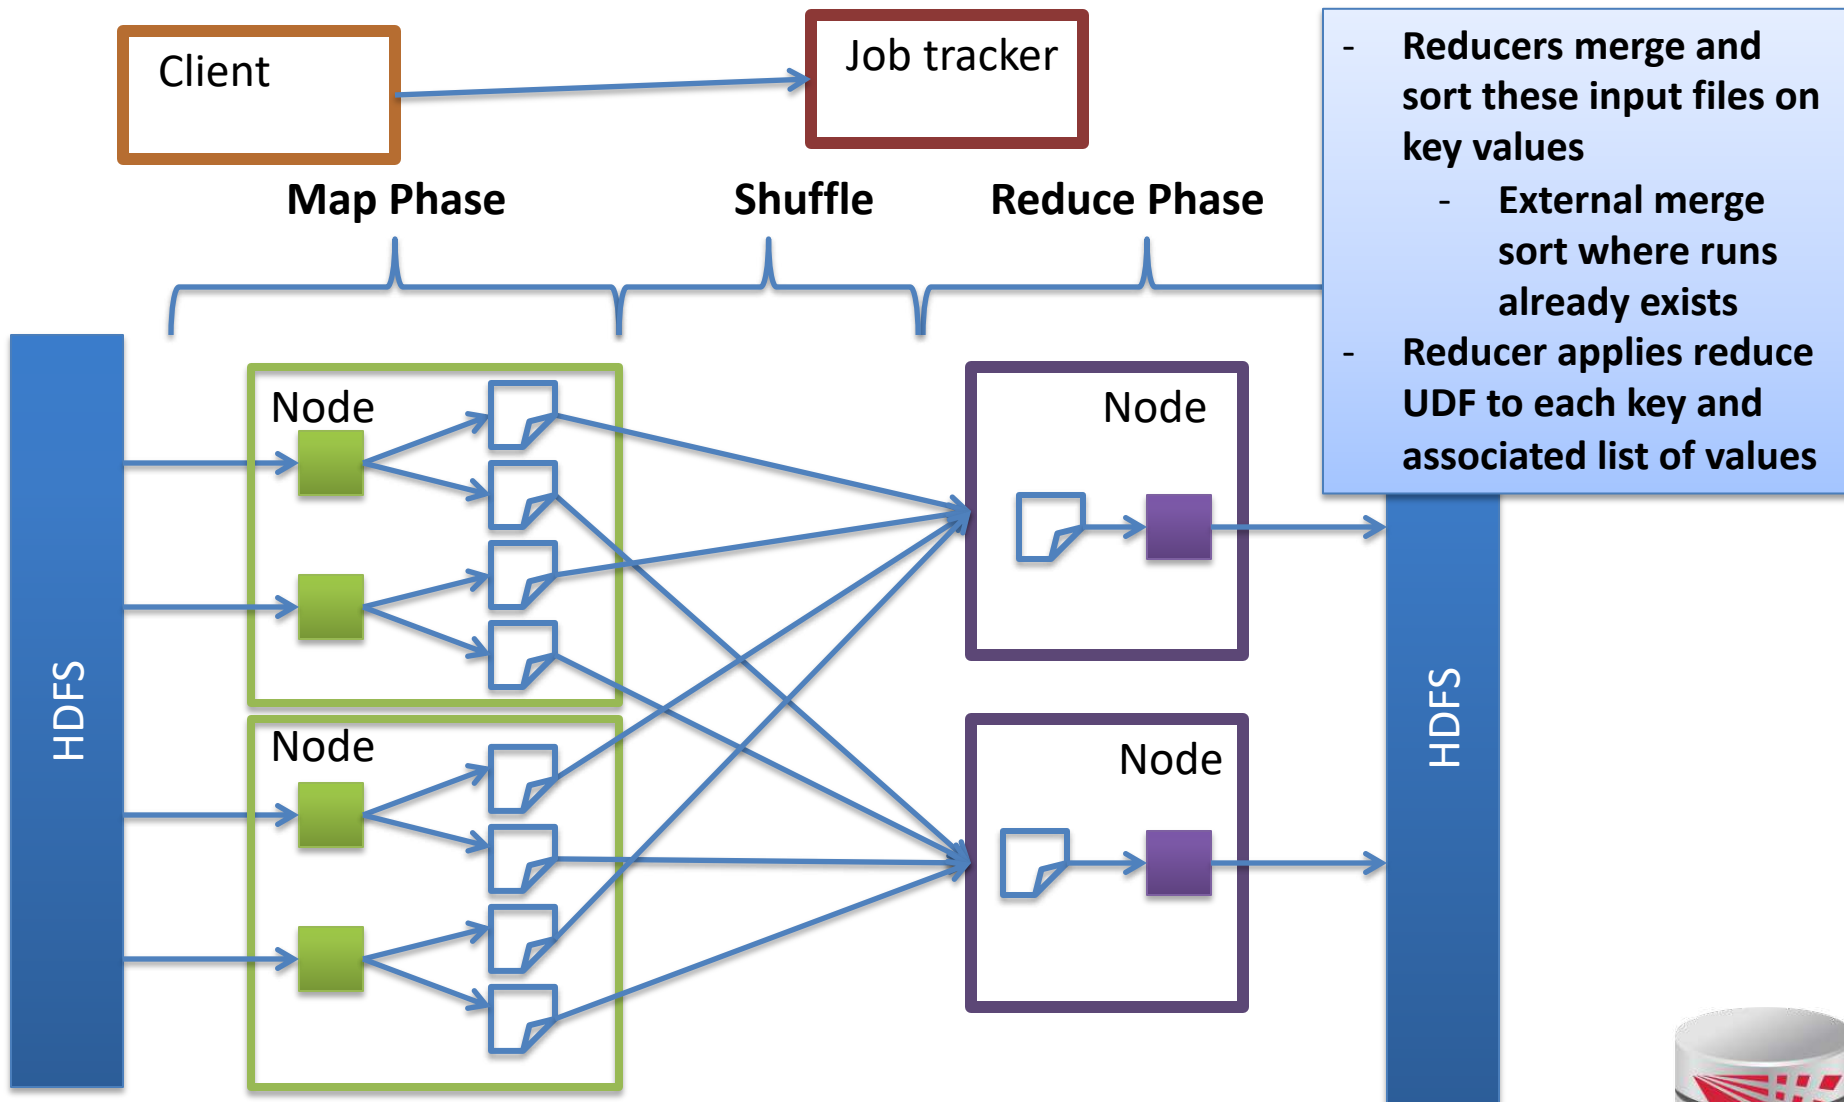 Client
Job tracker
Map Phase
Shuffle
Reduce Phase
- Reducers merge and
sort these input files on
key values
- External merge
sort where runs
already exists
- Reducer applies reduce
UDF to each key and
associated list of values
HDFS
Node
Node
Node
Node
HDFS